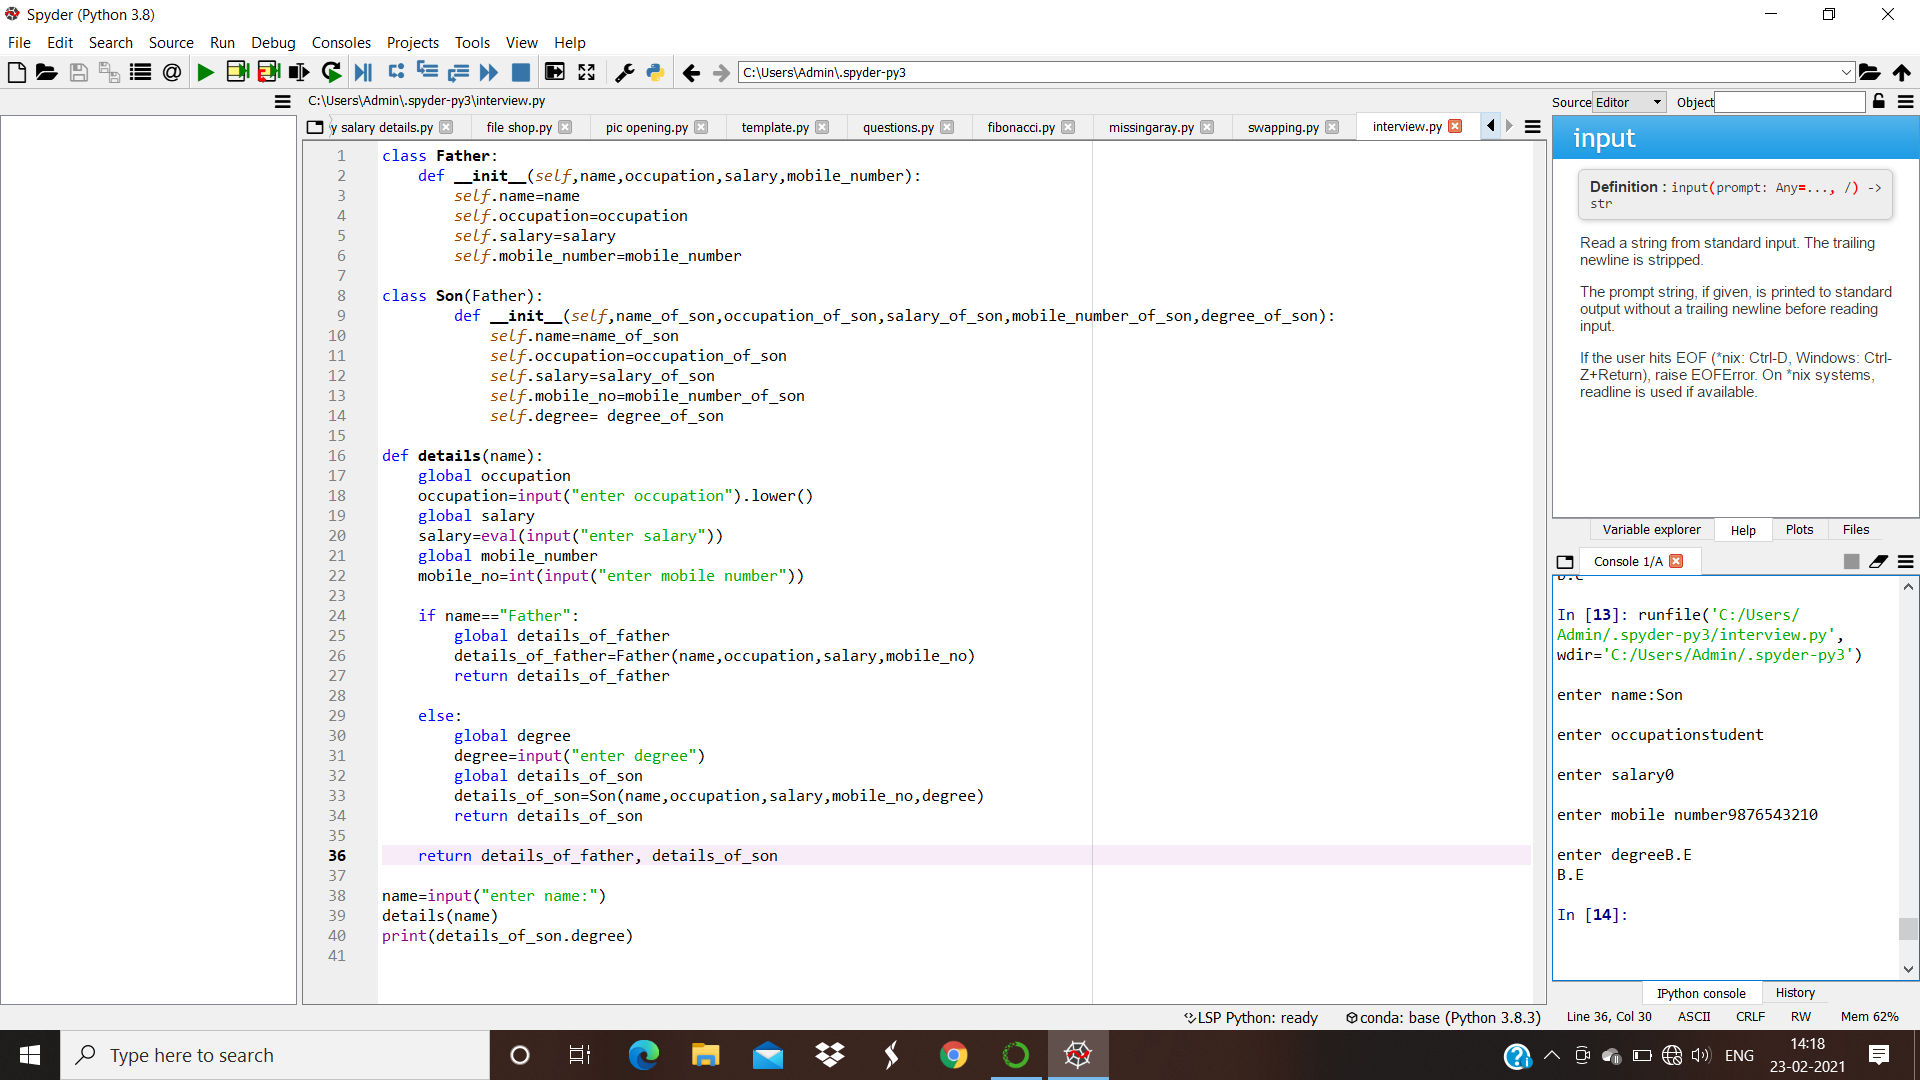 Spyder (Python 3.8)
File Edit Search Source Run Debug Consoles Projects Tools View Help
C:\Users\Admin\.spyder-py3
C:\Users\Admin\.spyder-py3\interview.py
y salary details.py file shop.py pic opening.py template.py questions.py fibonacci.py missingaray.py swapping.py interview.py
1 class Father:
2     def __init__(self,name,occupation,salary,mobile_number):
3         self.name=name
4         self.occupation=occupation
5         self.salary=salary
6         self.mobile_number=mobile_number
7
8 class Son(Father):
9         def __init__(self,name_of_son,occupation_of_son,salary_of_son,mobile_number_of_son,degree_of_son):
10             self.name=name_of_son
11             self.occupation=occupation_of_son
12             self.salary=salary_of_son
13             self.mobile_no=mobile_number_of_son
14             self.degree= degree_of_son
15
16 def details(name):
17     global occupation
18     occupation=input("enter occupation").lower()
19     global salary
20     salary=eval(input("enter salary"))
21     global mobile_number
22     mobile_no=int(input("enter mobile number"))
23
24     if name=="Father":
25         global details_of_father
26         details_of_father=Father(name,occupation,salary,mobile_no)
27         return details_of_father
28
29     else:
30         global degree
31         degree=input("enter degree")
32         global details_of_son
33         details_of_son=Son(name,occupation,salary,mobile_no,degree)
34         return details_of_son
35
36     return details_of_father, details_of_son
37
38 name=input("enter name:")
39 details(name)
40 print(details_of_son.degree)
41
Source Editor Object
input
Definition : input(prompt: Any=..., /) ->
str
Read a string from standard input. The trailing
newline is stripped.
The prompt string, if given, is printed to standard
output without a trailing newline before reading
input.
If the user hits EOF (*nix: Ctrl-D, Windows: Ctrl-
Z+Return), raise EOFError. On *nix systems,
readline is used if available.
Variable explorer Help Plots Files
Console 1/A
B.E
In [13]: runfile('C:/Users/
Admin/.spyder-py3/interview.py',
wdir='C:/Users/Admin/.spyder-py3')
enter name:Son
enter occupationstudent
enter salary0
enter mobile number9876543210
enter degreeB.E
B.E
In [14]:
IPython console History
LSP Python: ready conda: base (Python 3.8.3) Line 36, Col 30 ASCII CRLF RW Mem 62%
Type here to search
ENG
14:18
23-02-2021